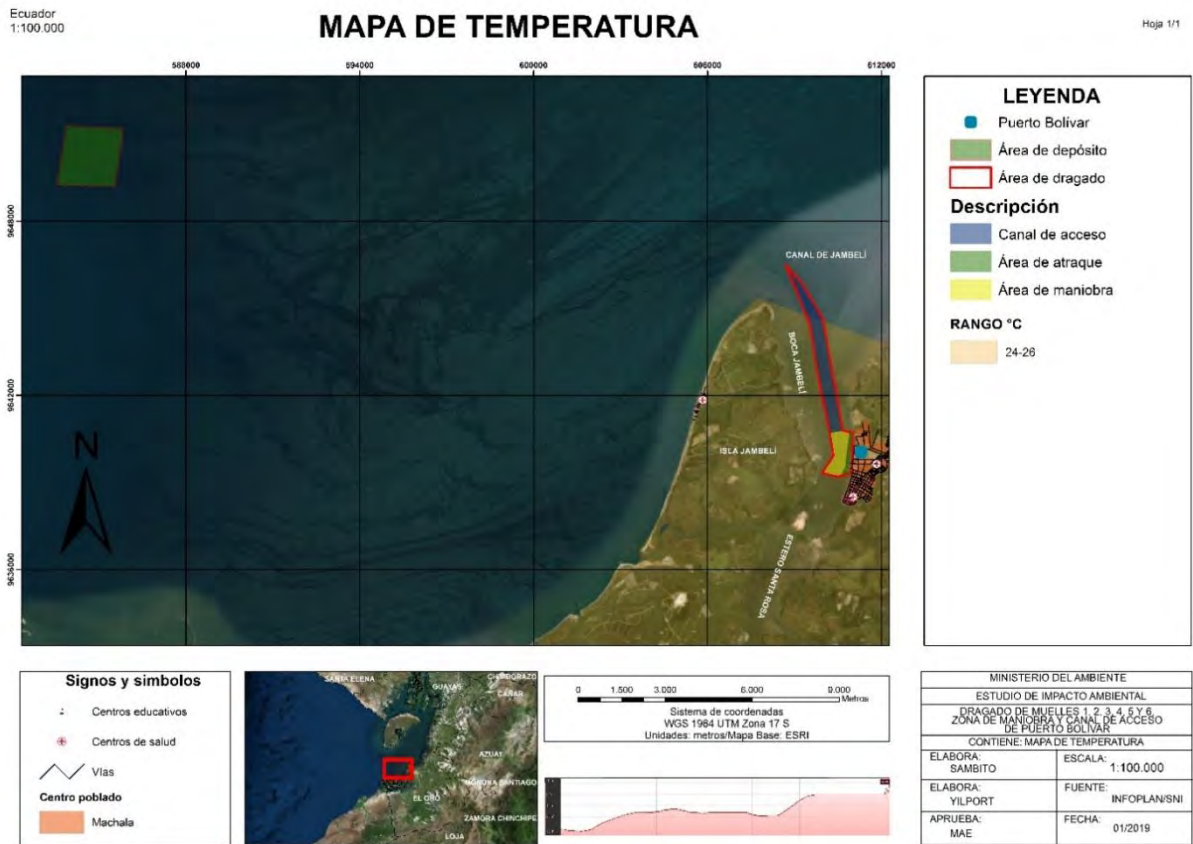 Ecuador
1:100.000
MAPA DE TEMPERATURA
Hoja 1/1
588000
594000
600000
606000
612000
9648000
9642000
9636000
CANAL DE JAMBELÍ
BOCA JAMBELÍ
ISLA JAMBELÍ
ESTERO SANTA ROSA
N
LEYENDA
Puerto Bolívar
Área de depósito
Área de dragado
Descripción
Canal de acceso
Área de atraque
Área de maniobra
RANGO °C
24-26
Signos y simbolos
Centros educativos
Centros de salud
Vías
Centro poblado
Machala
SANTA ELENA
GUAYAS
CHIMBORAZO
CAÑAR
AZUAY
MORONA SANTIAGO
EL ORO
ZAMORA CHINCHIPE
LOJA
0 1.500 3.000 6.000 9.000
Metros
Sistema de coordenadas
WGS 1984 UTM Zona 17 S
Unidades: metros/Mapa Base: ESRI
MINISTERIO DEL AMBIENTE
ESTUDIO DE IMPACTO AMBIENTAL
DRAGADO DE MUELLES 1, 2, 3, 4, 5 Y 6,
ZONA DE MANIOBRA Y CANAL DE ACCESO
DE PUERTO BOLÍVAR
CONTIENE: MAPA DE TEMPERATURA
ELABORA:
SAMBITO
ESCALA:
1:100.000
ELABORA:
YILPORT
FUENTE:
INFOPLAN/SNI
APRUEBA:
MAE
FECHA:
01/2019